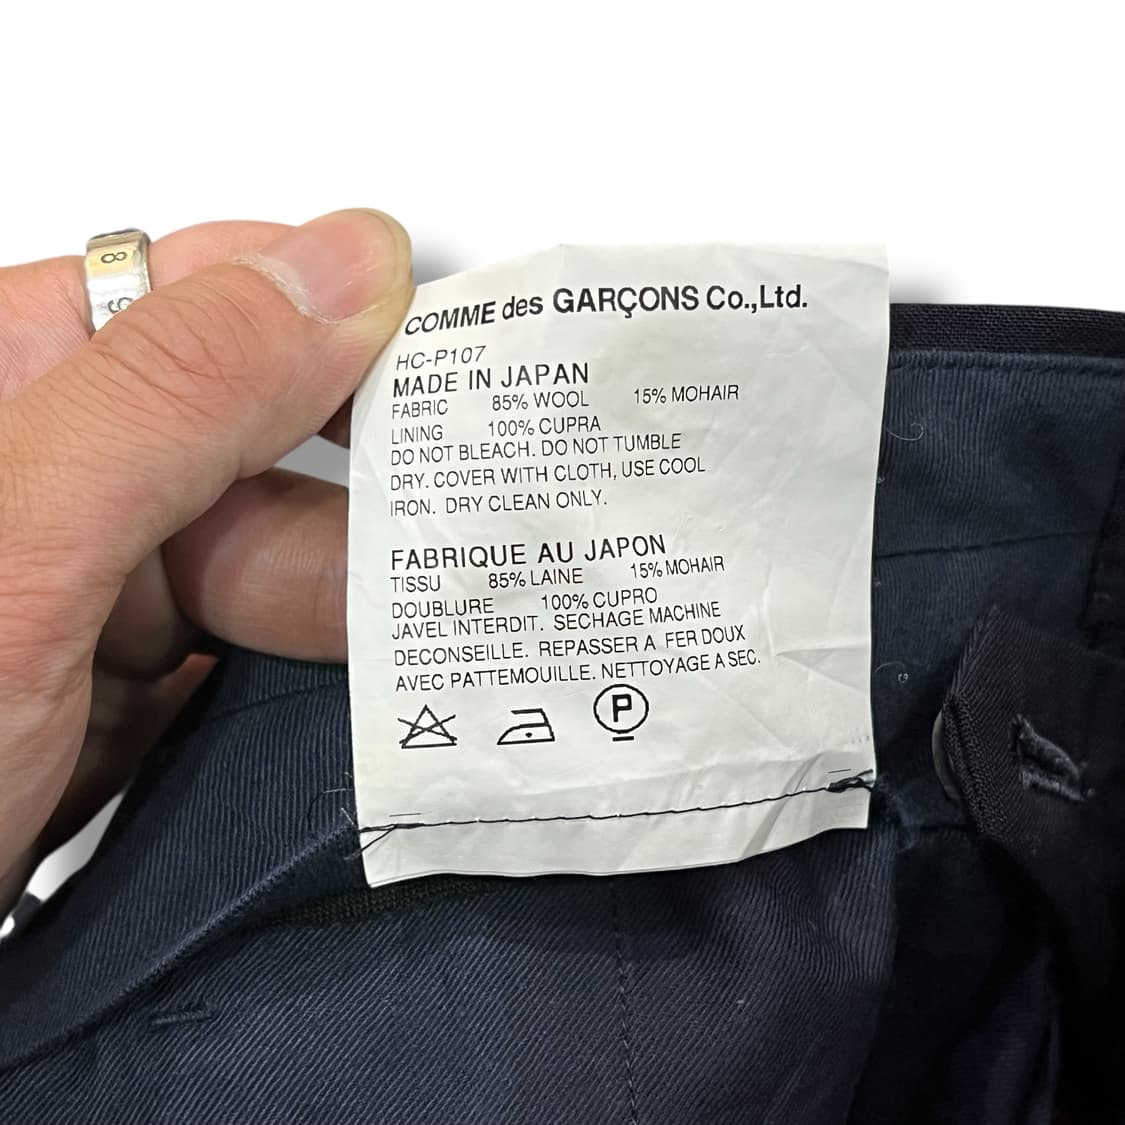 COMME des GARÇONS Co.,Ltd.
HC-P107
MADE IN JAPAN
FABRIC 85% WOOL 15% MOHAIR
LINING 100% CUPRA
DO NOT BLEACH. DO NOT TUMBLE
DRY. COVER WITH CLOTH, USE COOL
IRON. DRY CLEAN ONLY.
FABRIQUE AU JAPON
TISSU 85% LAINE 15% MOHAIR
DOUBLURE 100% CUPRO
JAVEL INTERDIT. SECHAGE MACHINE
DECONSEILLE. REPASSER A FER DOUX
AVEC PATTEMOUILLE. NETTOYAGE A SEC.
P
8